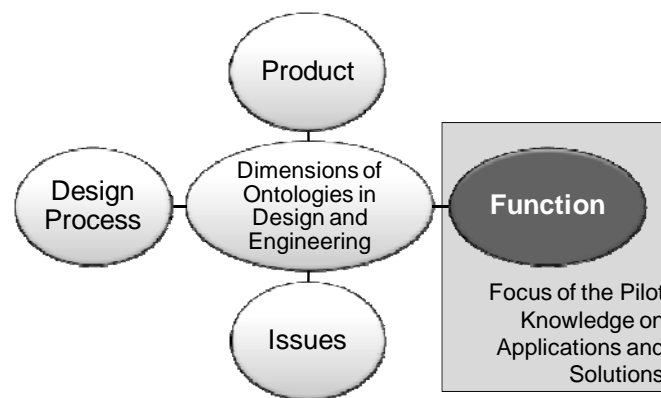 Product
Design
Process
Dimensions of
Ontologies in
Design and
Engineering
Function
Issues
Focus of the Pilot
Knowledge on
Applications and
Solutions